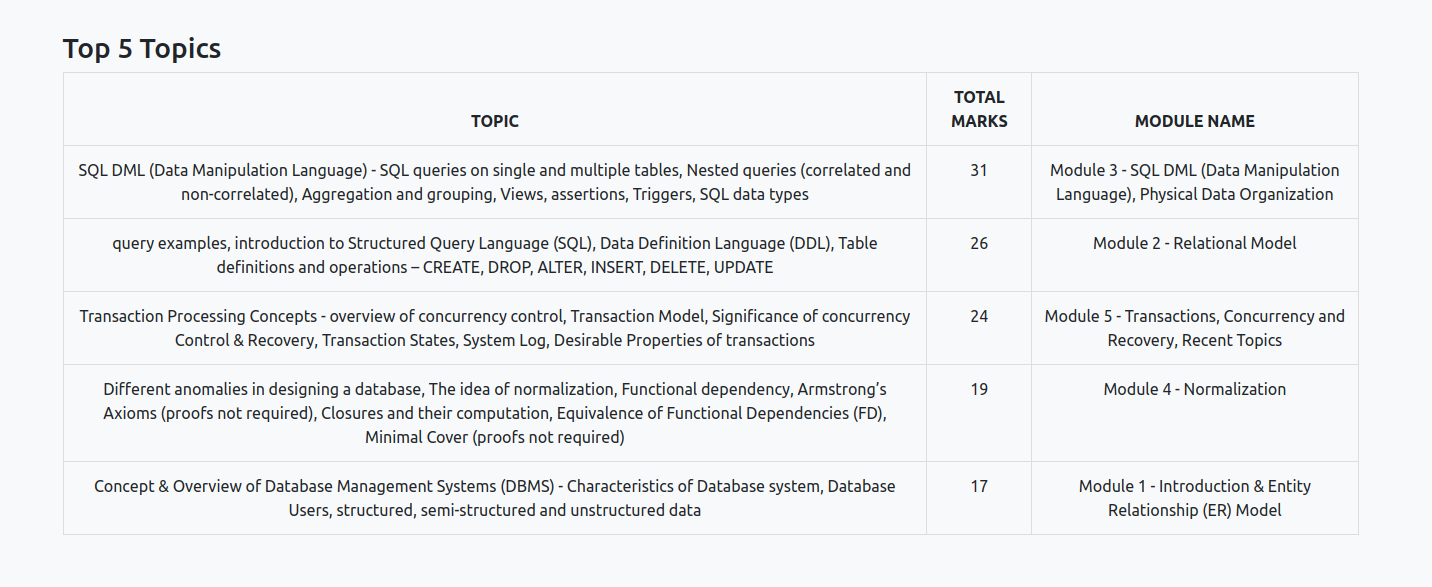 Top 5 Topics
TOPIC
TOTAL
MARKS
MODULE NAME
SQL DML (Data Manipulation Language) - SQL queries on single and multiple tables, Nested queries (correlated and
non-correlated), Aggregation and grouping, Views, assertions, Triggers, SQL data types
31
Module 3 - SQL DML (Data Manipulation
Language), Physical Data Organization
query examples, introduction to Structured Query Language (SQL), Data Definition Language (DDL), Table
definitions and operations – CREATE, DROP, ALTER, INSERT, DELETE, UPDATE
26
Module 2 - Relational Model
Transaction Processing Concepts - overview of concurrency control, Transaction Model, Significance of concurrency
Control & Recovery, Transaction States, System Log, Desirable Properties of transactions
24
Module 5 - Transactions, Concurrency and
Recovery, Recent Topics
Different anomalies in designing a database, The idea of normalization, Functional dependency, Armstrong’s
Axioms (proofs not required), Closures and their computation, Equivalence of Functional Dependencies (FD),
Minimal Cover (proofs not required)
19
Module 4 - Normalization
Concept & Overview of Database Management Systems (DBMS) - Characteristics of Database system, Database
Users, structured, semi-structured and unstructured data
17
Module 1 - Introduction & Entity
Relationship (ER) Model